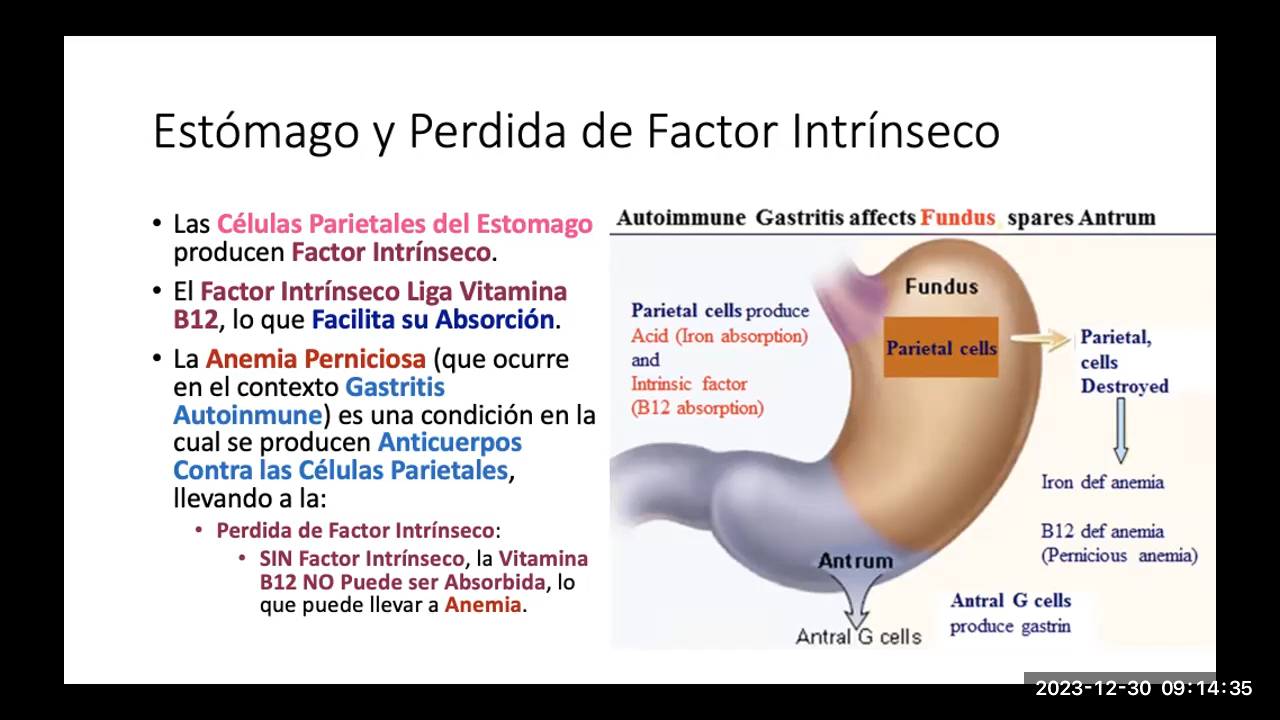 Estómago y Perdida de Factor Intrínseco
• Las Células Parietales del Estomago
producen Factor Intrínseco.
• El Factor Intrínseco Liga Vitamina
B12, lo que Facilita su Absorción.
• La Anemia Perniciosa (que ocurre
en el contexto Gastritis
Autoinmune) es una condición en la
cual se producen Anticuerpos
Contra las Células Parietales,
llevando a la:
• Perdida de Factor Intrínseco:
• SIN Factor Intrínseco, la Vitamina
B12 NO Puede ser Absorbida, lo
que puede llevar a Anemia.
Autoimmune Gastritis affects Fundus, spares Antrum
Parietal cells produce
Acid (Iron absorption)
and
Intrinsic factor
(B12 absorption)
Fundus
Parietal cells
Parietal,
cells
Destroyed
Iron def anemia
B12 def anemia
(Pernicious anemia)
Antrum
Antral G cells
Antral G cells
produce gastrin
2023-12-30 09:14:35